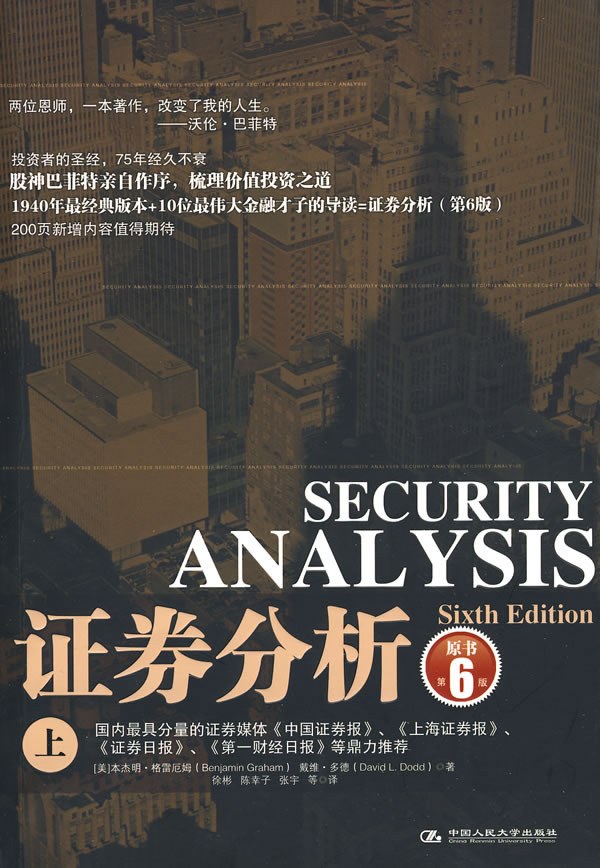 两位恩师，一本著作，改变了我的人生。
——沃伦·巴菲特
投资者的圣经，75年经久不衰
股神巴菲特亲自作序，梳理价值投资之道
1940年最经典版本+10位最伟大金融才子的导读=证券分析（第6版）
200页新增内容值得期待
SECURITY
ANALYSIS
Sixth Edition
证券分析
原书
第6版
上
国内最具分量的证券媒体《中国证券报》、《上海证券报》、
《证券日报》、《第一财经日报》等鼎力推荐
[美]本杰明·格雷厄姆（Benjamin Graham） 戴维·多德（David L. Dodd）◎著
徐彬 陈幸子 张宇 等◎译
中国人民大学出版社
China Renmin University Press